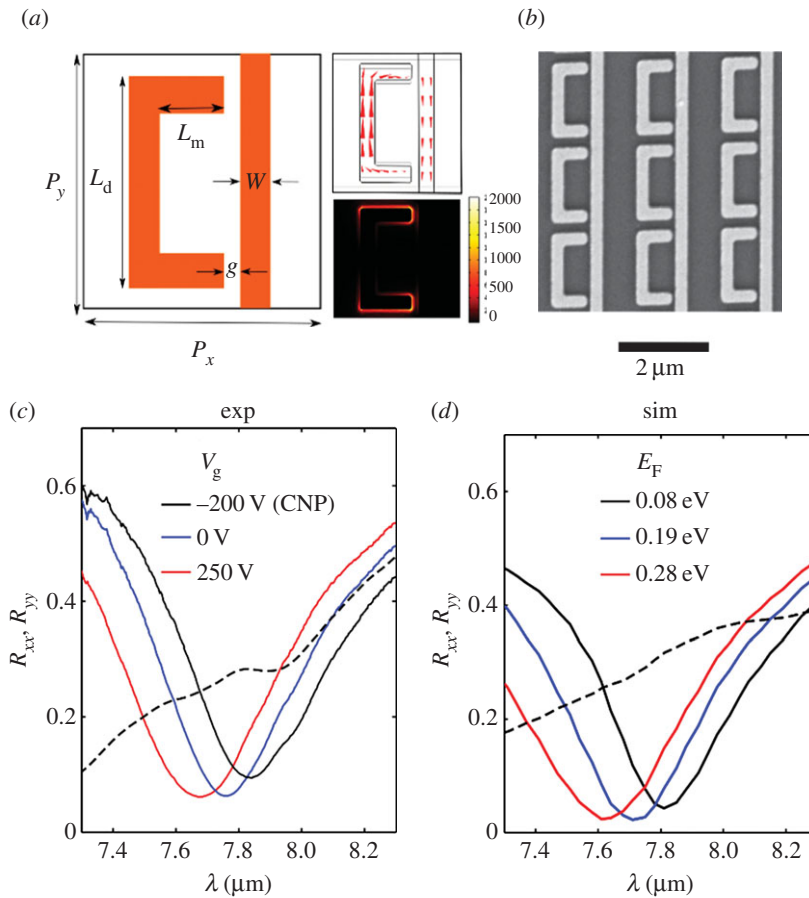 (a)
(b)
Lm
Py
Ld
W
g
Px
2000
1500
1000
500
0
2 µm
(c)
exp
(d)
sim
Vg
–200 V (CNP)
0 V
250 V
EF
0.08 eV
0.19 eV
0.28 eV
Rxx, Ryy
0.6
0.4
0.2
0
7.4
7.6
7.8
8.0
8.2
λ (µm)
Rxx, Ryy
0.6
0.4
0.2
0
7.4
7.6
7.8
8.0
8.2
λ (µm)